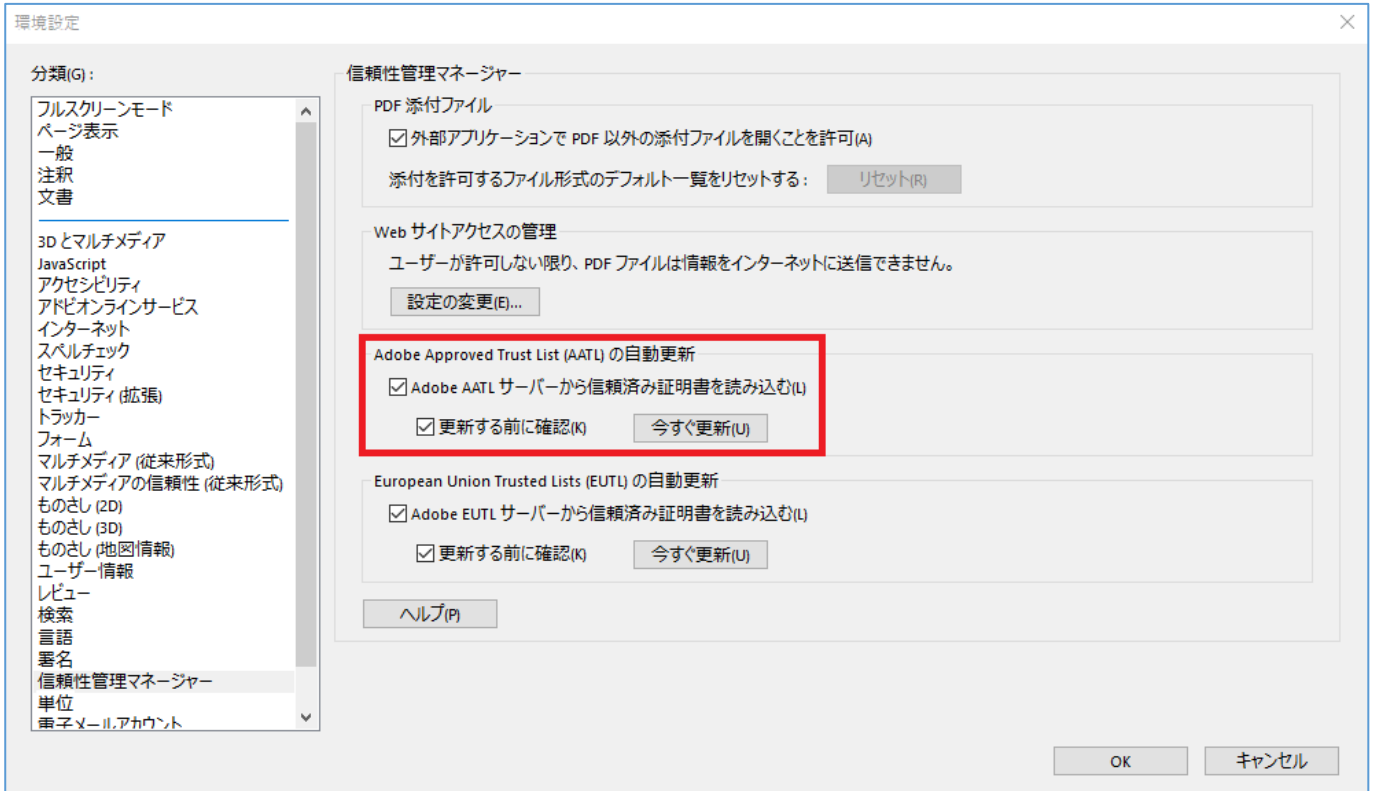 環境設定
分類(G) :
フルスクリーンモード
ページ表示
一般
注釈
文書
3D とマルチメディア
JavaScript
アクセシビリティ
アドビオンラインサービス
インターネット
スペルチェック
セキュリティ
セキュリティ (拡張)
トラッカー
フォーム
マルチメディア (従来形式)
マルチメディアの信頼性 (従来形式)
ものさし (2D)
ものさし (3D)
ものさし (地図情報)
ユーザー情報
レビュー
検索
言語
署名
信頼性管理マネージャー
単位
電子メールアカウント
信頼性管理マネージャー
PDF 添付ファイル
外部アプリケーションで PDF 以外の添付ファイルを開くことを許可(A)
添付を許可するファイル形式のデフォルト一覧をリセットする : リセット(R)
Web サイトアクセスの管理
ユーザーが許可しない限り、PDF ファイルは情報をインターネットに送信できません。
設定の変更(E)...
Adobe Approved Trust List (AATL) の自動更新
Adobe AATL サーバーから信頼済み証明書を読み込む(L)
更新する前に確認(K) 今すぐ更新(U)
European Union Trusted Lists (EUTL) の自動更新
Adobe EUTL サーバーから信頼済み証明書を読み込む(L)
更新する前に確認(K) 今すぐ更新(U)
ヘルプ(P)
OK キャンセル